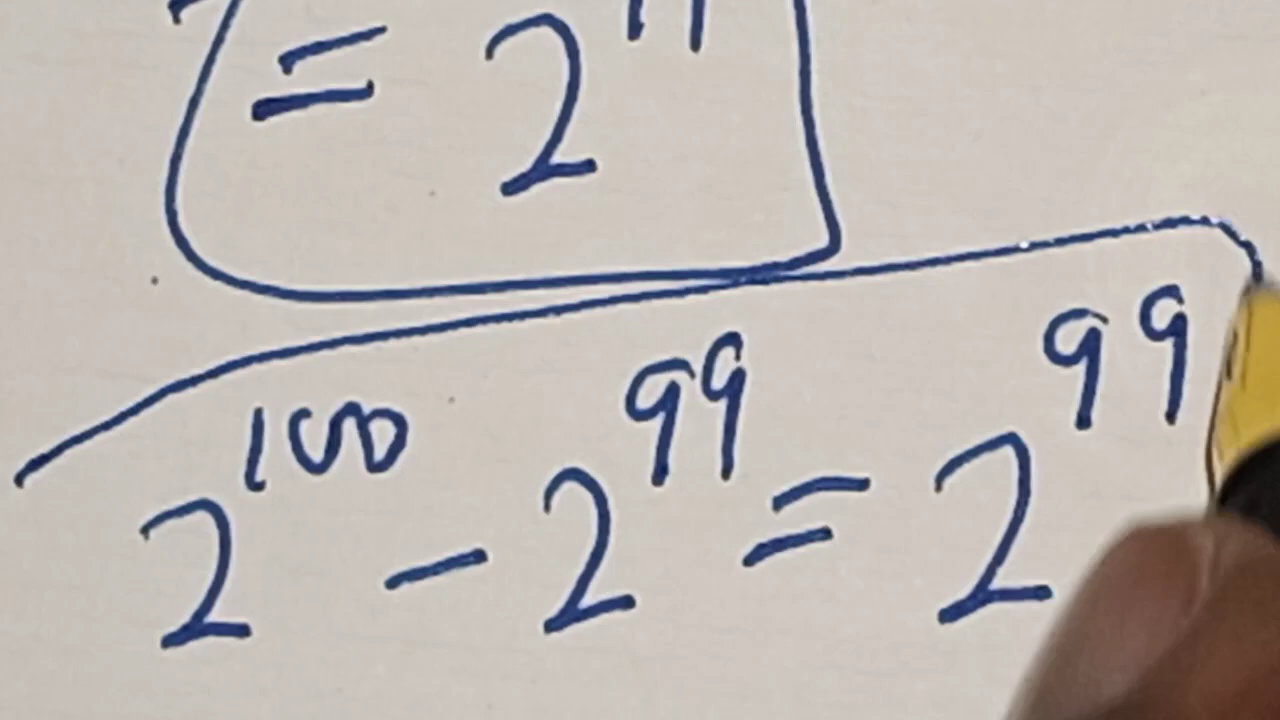 = 2
2^100 - 2^99 = 2^99